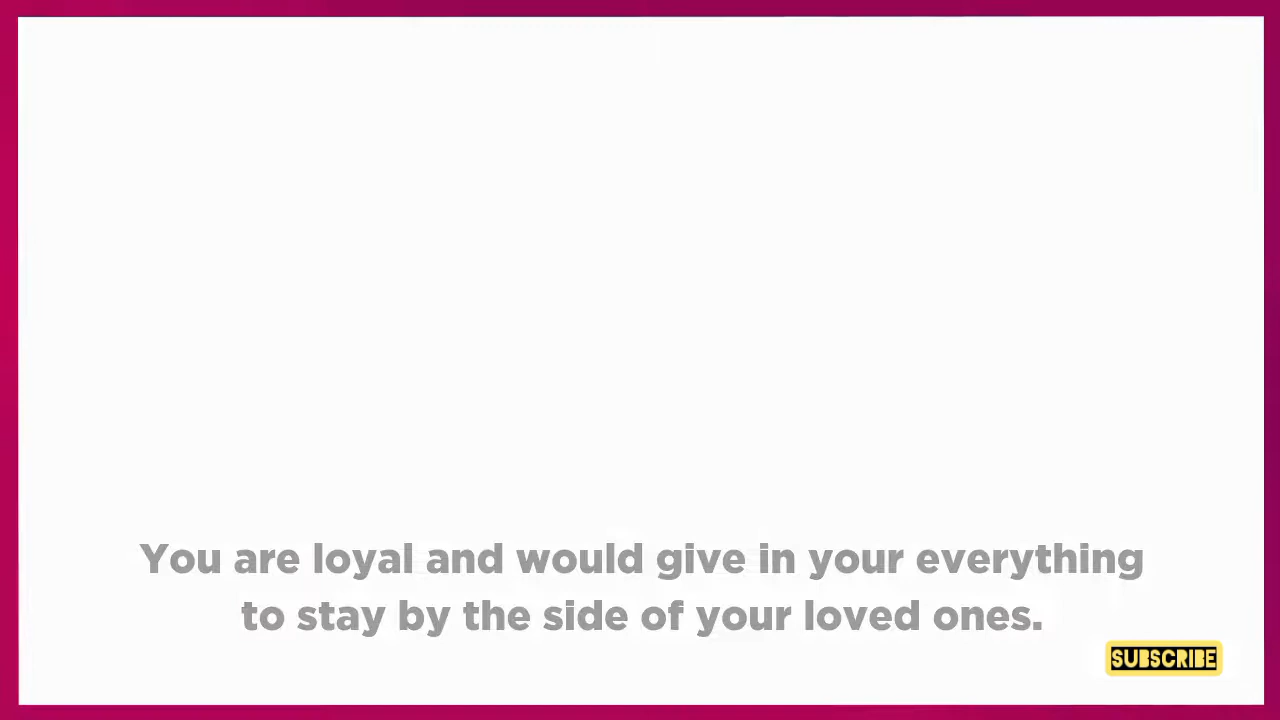 You are loyal and would give in your everything
to stay by the side of your loved ones.
SUBSCRIBE